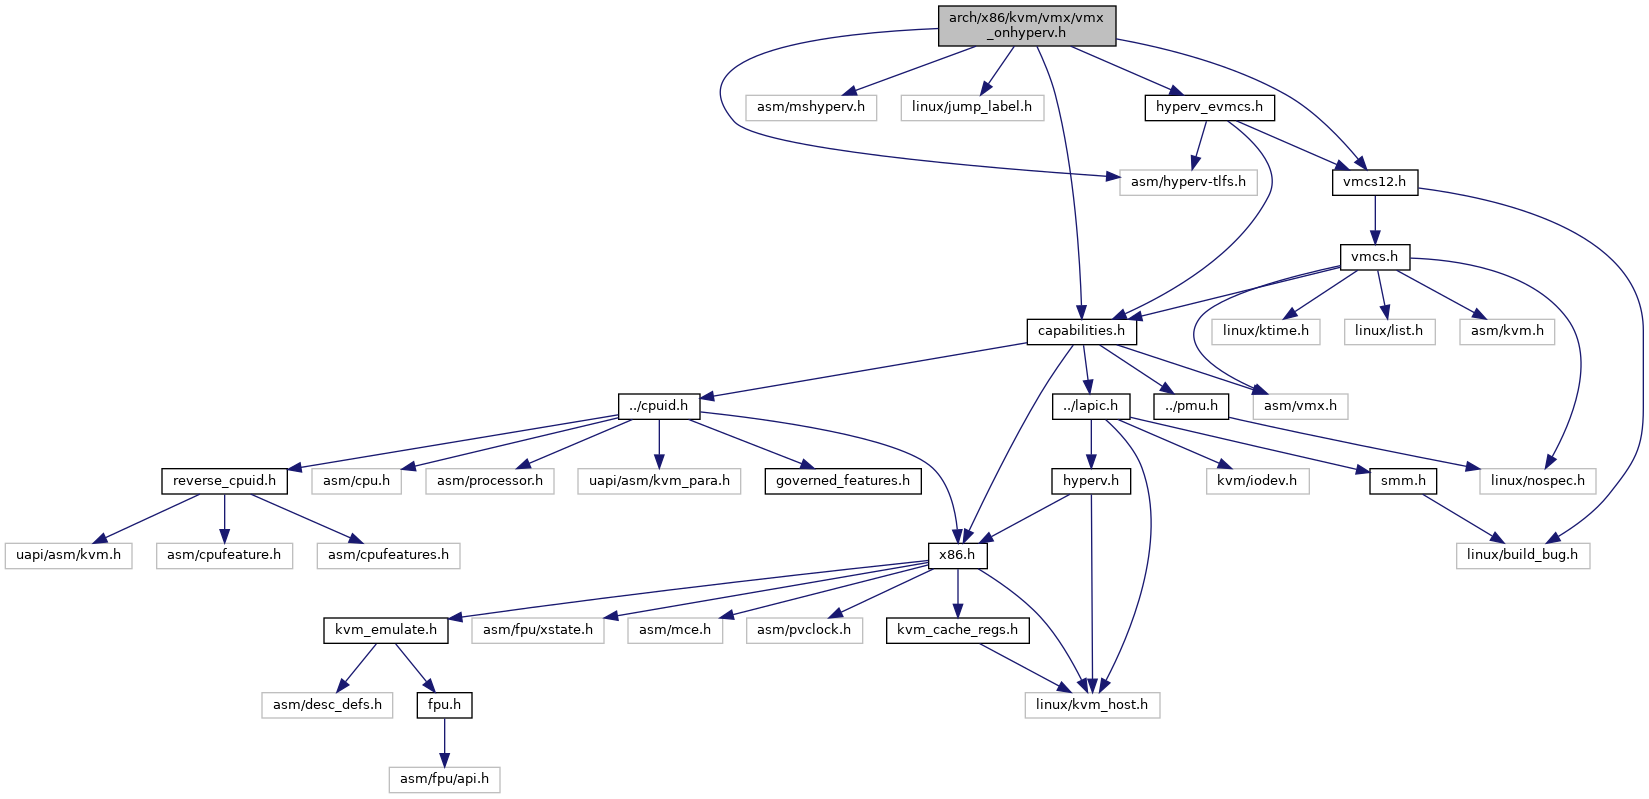 arch/x86/kvm/vmx/vmx
_onhyperv.h
asm/mshyperv.h
linux/jump_label.h
hyperv_evmcs.h
asm/hyperv-tlfs.h
vmcs12.h
vmcs.h
capabilities.h
linux/ktime.h
linux/list.h
asm/kvm.h
../cpuid.h
../lapic.h
../pmu.h
asm/vmx.h
reverse_cpuid.h
asm/cpu.h
asm/processor.h
uapi/asm/kvm_para.h
governed_features.h
hyperv.h
kvm/iodev.h
smm.h
linux/nospec.h
uapi/asm/kvm.h
asm/cpufeature.h
asm/cpufeatures.h
x86.h
linux/build_bug.h
kvm_emulate.h
asm/fpu/xstate.h
asm/mce.h
asm/pvclock.h
kvm_cache_regs.h
asm/desc_defs.h
fpu.h
linux/kvm_host.h
asm/fpu/api.h